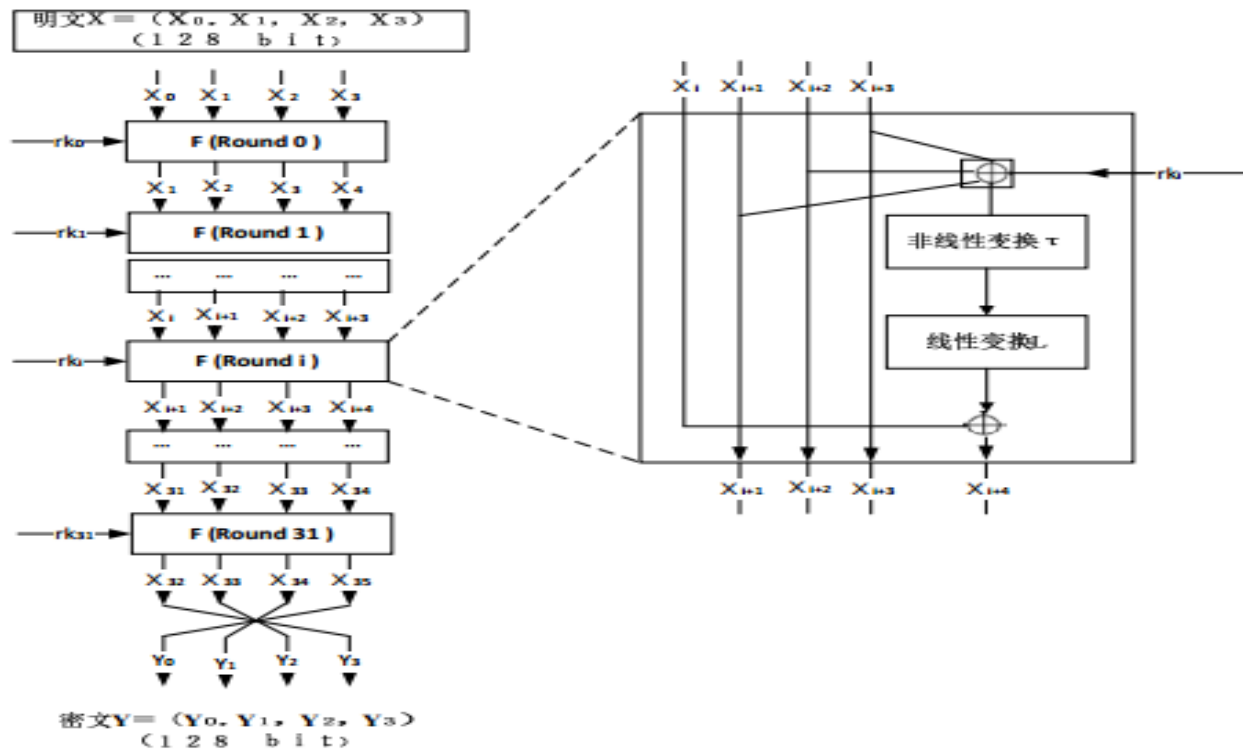 明文X＝（X₀，X₁，X₂，X₃）
（128 bit）
X₀ X₁ X₂ X₃
rk₀ F (Round 0 )
X₁ X₂ X₃ X₄
rk₁ F (Round 1 )
... ... ... ...
Xᵢ Xᵢ₊₁ Xᵢ₊₂ Xᵢ₊₃
rkᵢ F (Round i )
Xᵢ₊₁ Xᵢ₊₂ Xᵢ₊₃ Xᵢ₊₄
... ... ... ...
X₃₁ X₃₂ X₃₃ X₃₄
rk₃₁ F (Round 31 )
X₃₂ X₃₃ X₃₄ X₃₅
Y₀ Y₁ Y₂ Y₃
密文Y＝（Y₀，Y₁，Y₂，Y₃）
（128 bit）
Xᵢ Xᵢ₊₁ Xᵢ₊₂ Xᵢ₊₃
rkᵢ
非线性变换τ
线性变换L
Xᵢ₊₁ Xᵢ₊₂ Xᵢ₊₃ Xᵢ₊₄